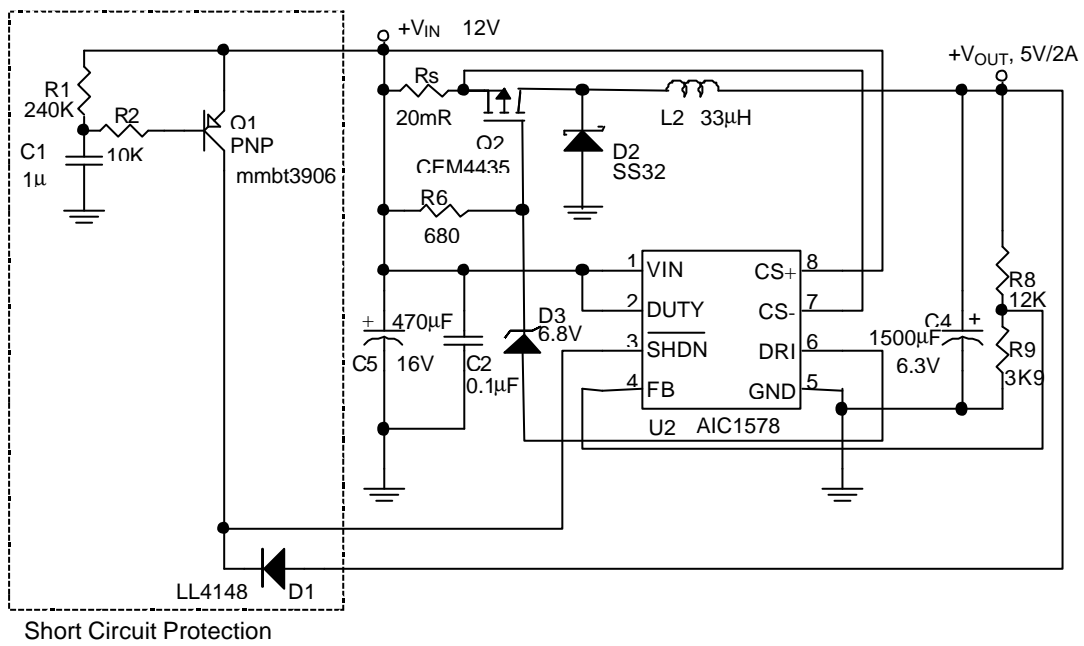 +VIN 12V
+VOUT, 5V/2A
R1
240K
R2
10K
C1
1μ
Q1
PNP
mmbt3906
Rs
20mR
Q2
CEM4435
L2 33μH
D2
SS32
R6
680
1 VIN CS+ 8
2 DUTY CS- 7
3 SHDN DRI 6
4 FB GND 5
U2 AIC1578
D3
6.8V
+ 470μF
C5 16V
C2
0.1μF
C4 +
1500μF
6.3V
R8
12K
R9
3K9
LL4148 D1
Short Circuit Protection